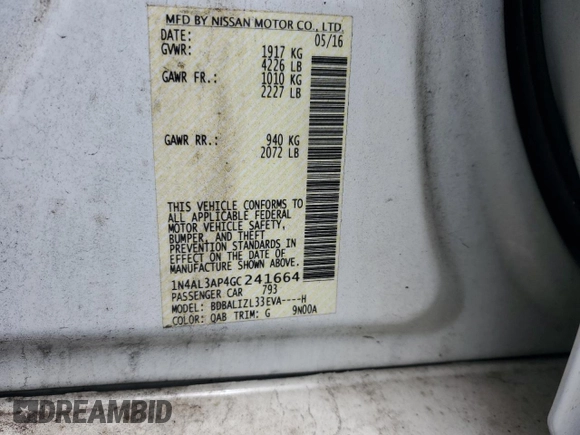 MFD BY NISSAN MOTOR CO., LTD.
DATE: 05/16
GVWR: 1917 KG
4226 LB
GAWR FR.: 1010 KG
2227 LB
GAWR RR.: 940 KG
2072 LB
THIS VEHICLE CONFORMS TO
ALL APPLICABLE FEDERAL
MOTOR VEHICLE SAFETY,
BUMPER, AND THEFT
PREVENTION STANDARDS IN
EFFECT ON THE DATE OF
MANUFACTURE SHOWN ABOVE.
1N4AL3AP4GC241664
PASSENGER CAR 793
MODEL: BDBALIZL33EVA----H
COLOR: QAB TRIM: G 9N00A
DREAMBID